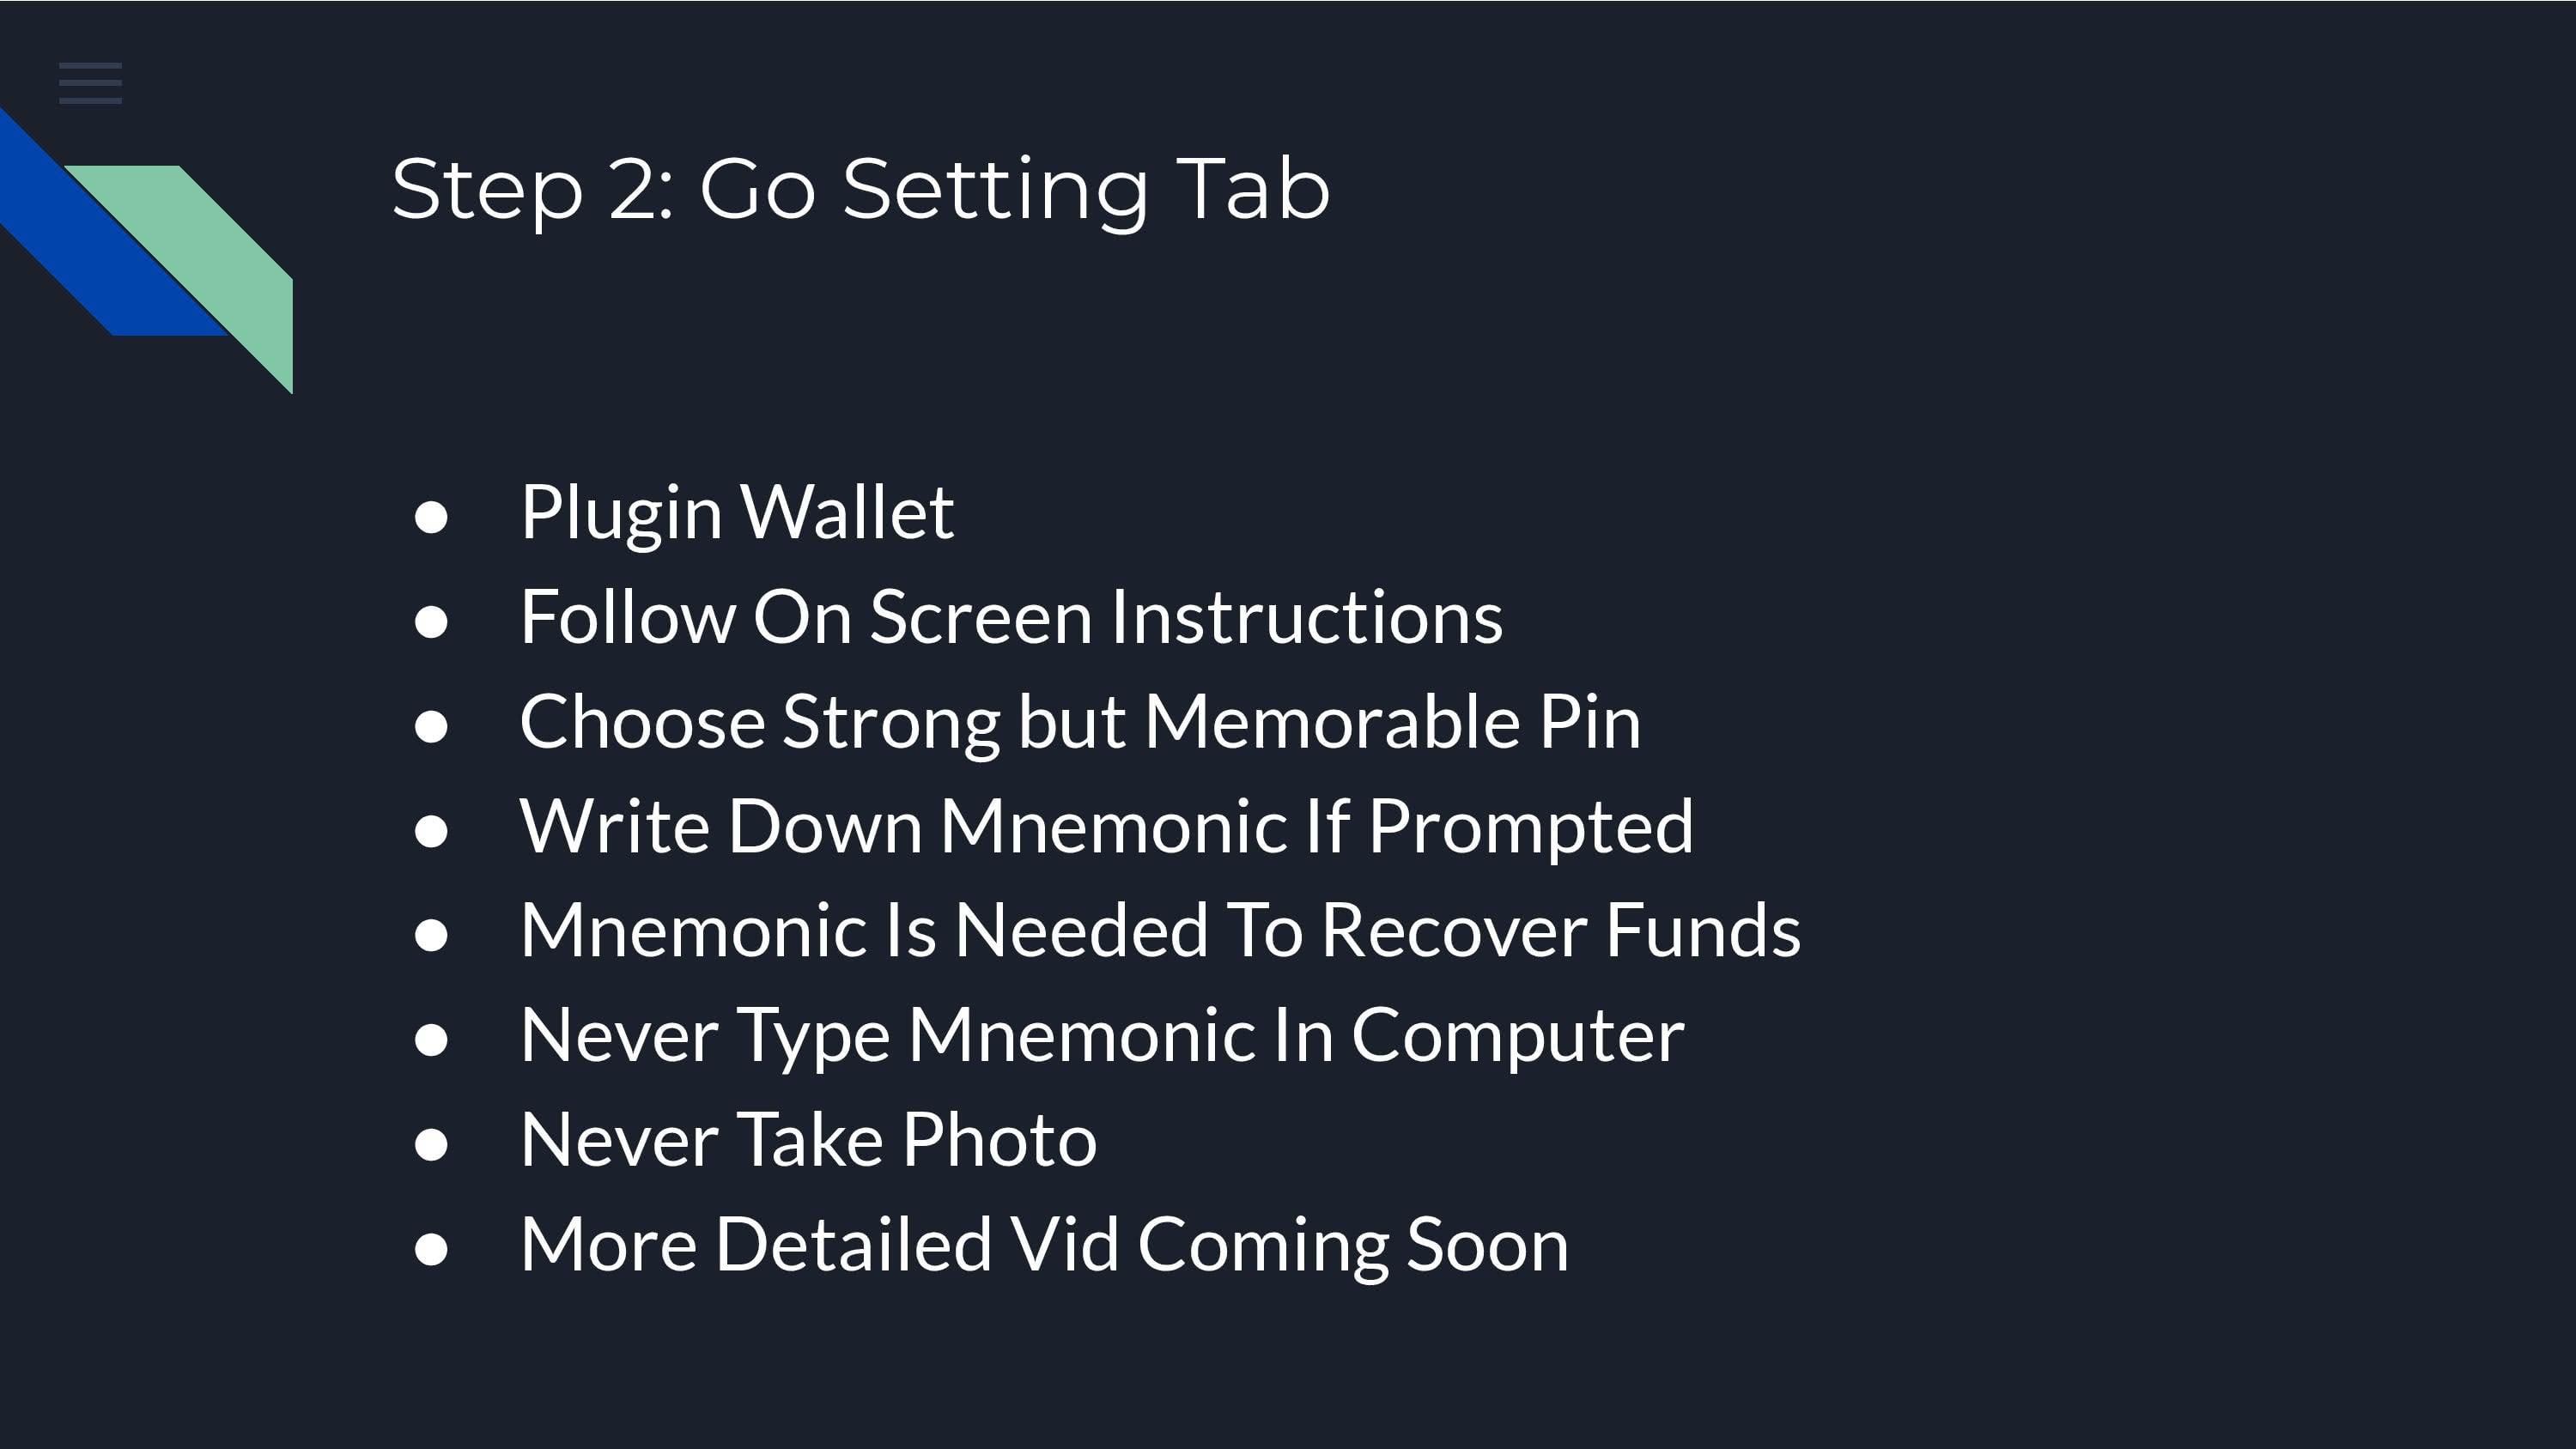 Step 2: Go Setting Tab
● Plugin Wallet
● Follow On Screen Instructions
● Choose Strong but Memorable Pin
● Write Down Mnemonic If Prompted
● Mnemonic Is Needed To Recover Funds
● Never Type Mnemonic In Computer
● Never Take Photo
● More Detailed Vid Coming Soon